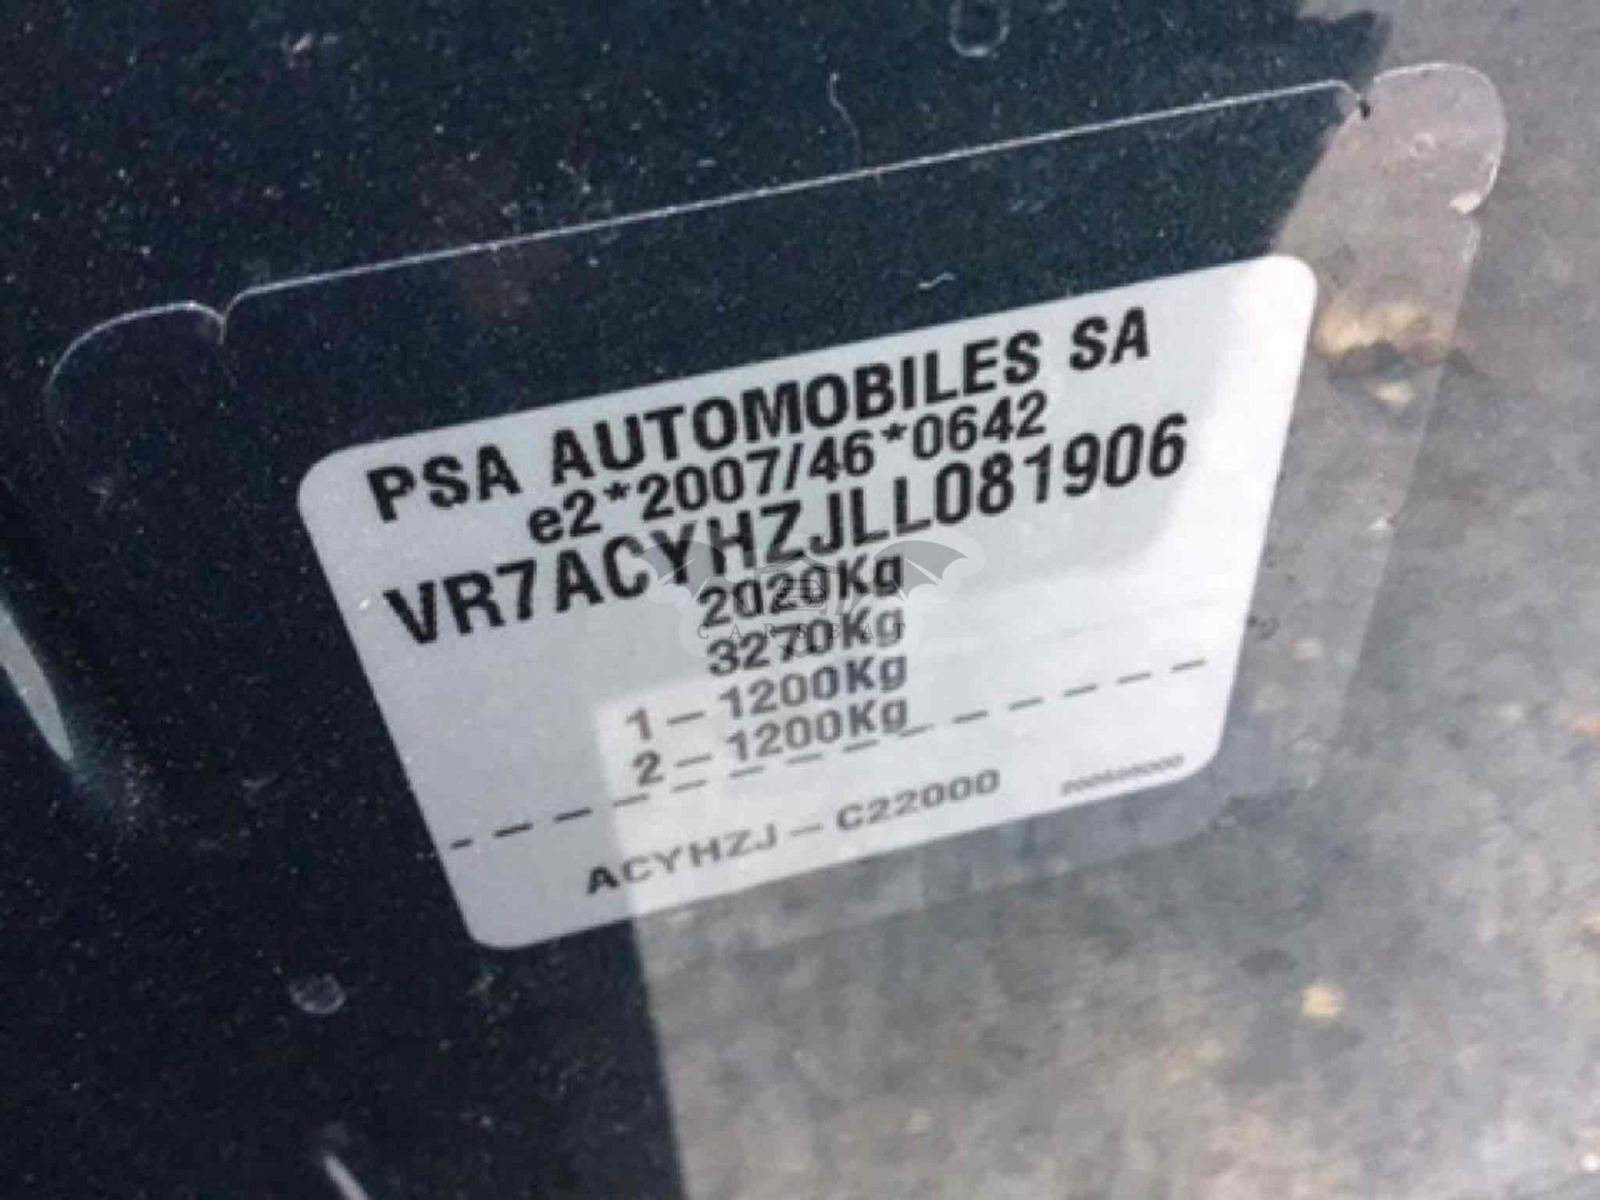 PSA AUTOMOBILES SA
e2*2007/46*0642
VR7ACYHZJLL081906
2020Kg
3270Kg
1 – 1200Kg
2 – 1200Kg
ACYHZJ – C22000